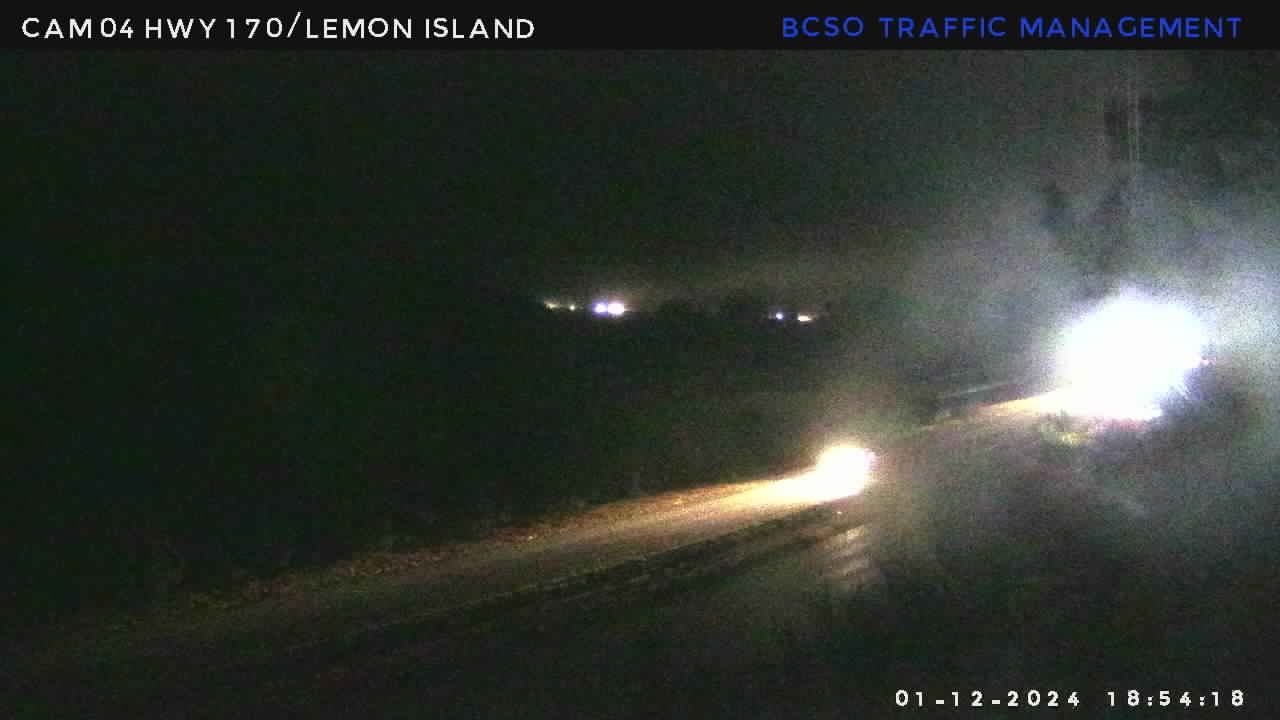 CAM04 HWY 170/LEMON ISLAND
BCSO TRAFFIC MANAGEMENT
01-12-2024 18:54:18